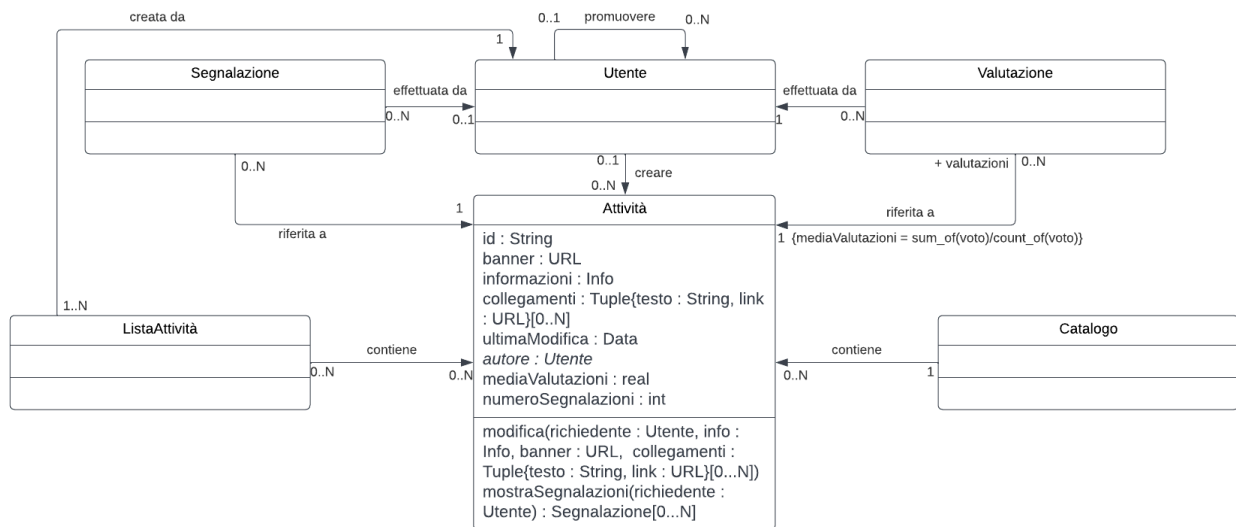 creata da
0..1
promuovere
0..N
1
Segnalazione
Utente
Valutazione
effettuata da
effettuata da
0..N
0..1
1
0..N
0..N
0..1
+ valutazioni
0..N
creare
0..N
Attività
1
riferita a
riferita a
1
{mediaValutazioni = sum_of(voto)/count_of(voto)}
id : String
banner : URL
informazioni : Info
collegamenti : Tuple{testo : String, link
: URL}[0..N]
ultimaModifica : Data
autore : Utente
mediaValutazioni : real
numeroSegnalazioni : int
1..N
ListaAttività
Catalogo
contiene
contiene
0..N
0..N
0..N
1
modifica(richiedente : Utente, info :
Info, banner : URL, collegamenti :
Tuple{testo : String, link : URL}[0...N])
mostraSegnalazioni(richiedente :
Utente) : Segnalazione[0...N]